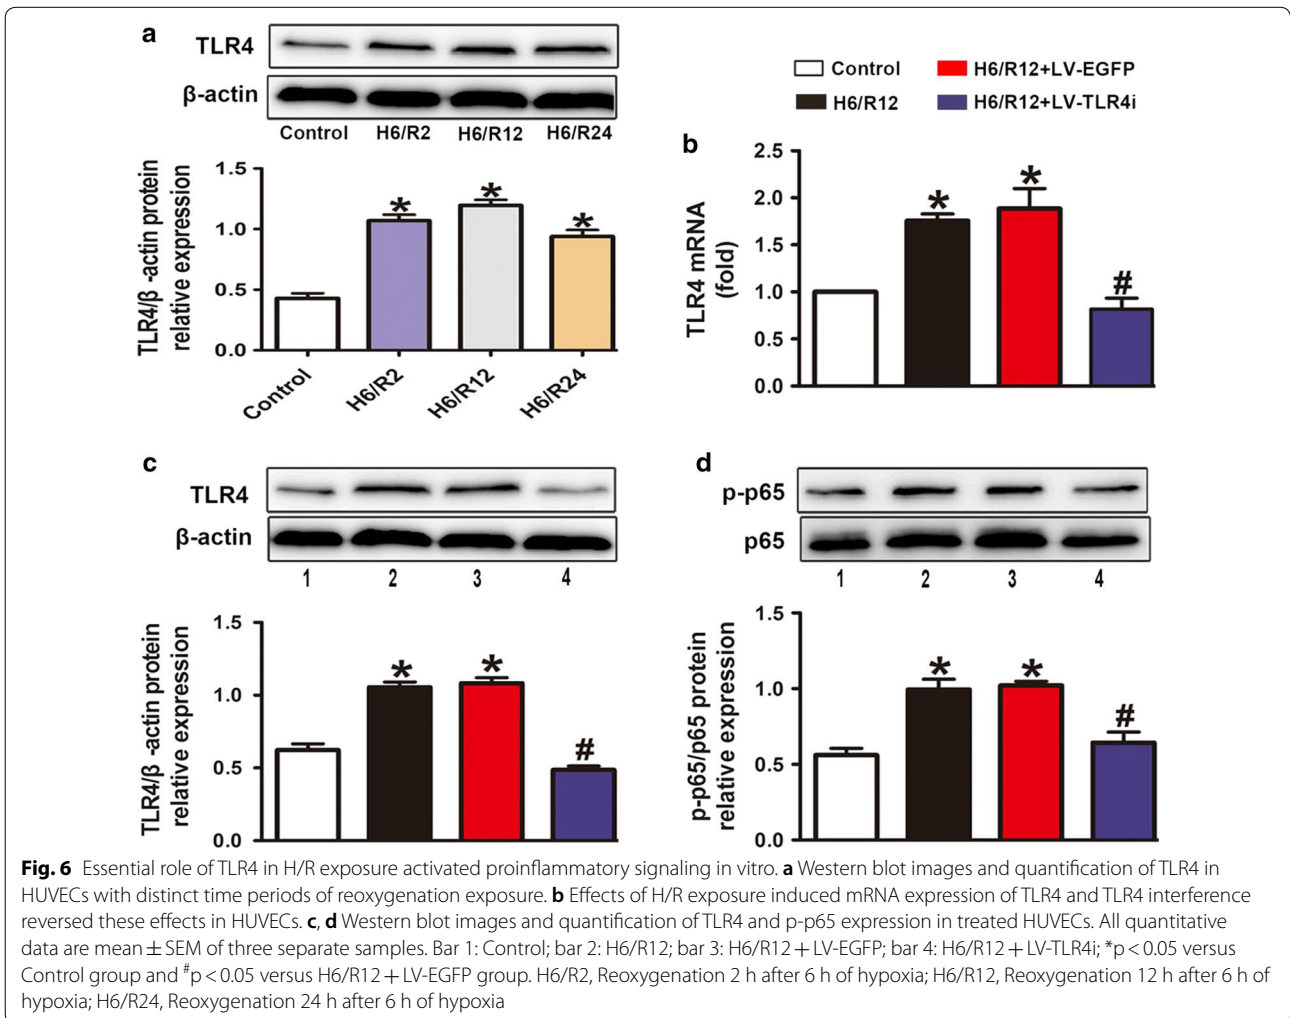 a
TLR4
β-actin
Control H6/R2 H6/R12 H6/R24
TLR4/β -actin protein
relative expression
1.5
1.0
0.5
0.0
* * *
Control H6/R2 H6/R12 H6/R24
Control H6/R12+LV-EGFP
H6/R12 H6/R12+LV-TLR4i
b
TLR4 mRNA
(fold)
2.5
2.0
1.5
1.0
0.5
0.0
* * #
c
TLR4
β-actin
1 2 3 4
TLR4/β -actin protein
relative expression
1.5
1.0
0.5
0.0
* * #
d
p-p65
p65
1 2 3 4
p-p65/p65 protein
relative expression
1.5
1.0
0.5
0.0
* * #
Fig. 6 Essential role of TLR4 in H/R exposure activated proinflammatory signaling in vitro. a Western blot images and quantification of TLR4 in
HUVECs with distinct time periods of reoxygenation exposure. b Effects of H/R exposure induced mRNA expression of TLR4 and TLR4 interference
reversed these effects in HUVECs. c, d Western blot images and quantification of TLR4 and p-p65 expression in treated HUVECs. All quantitative
data are mean ± SEM of three separate samples. Bar 1: Control; bar 2: H6/R12; bar 3: H6/R12 + LV-EGFP; bar 4: H6/R12 + LV-TLR4i; *p < 0.05 versus
Control group and #p < 0.05 versus H6/R12 + LV-EGFP group. H6/R2, Reoxygenation 2 h after 6 h of hypoxia; H6/R12, Reoxygenation 12 h after 6 h of
hypoxia; H6/R24, Reoxygenation 24 h after 6 h of hypoxia